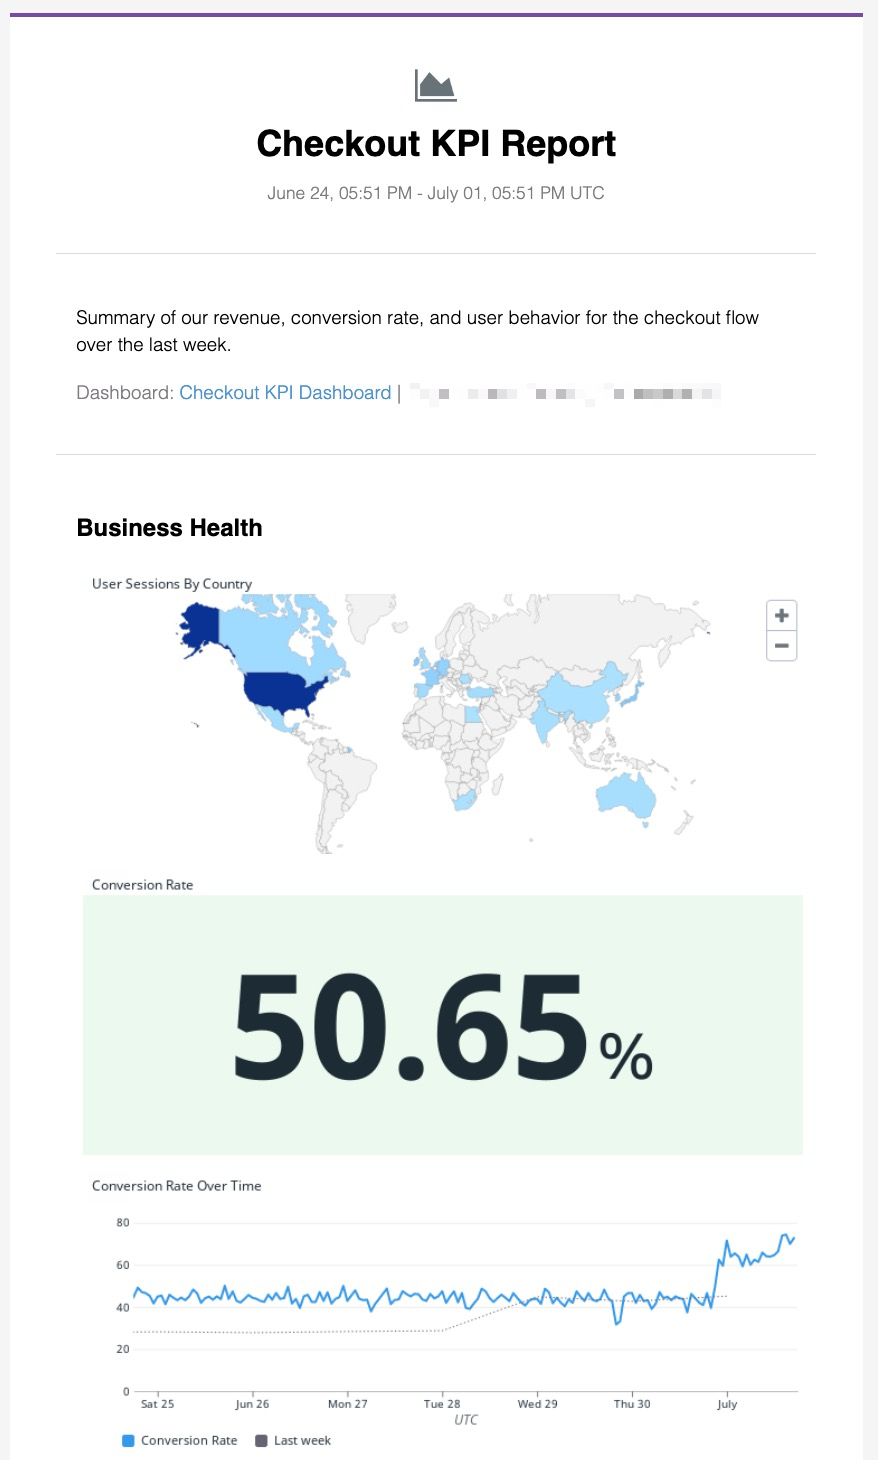 Checkout KPI Report
June 24, 05:51 PM - July 01, 05:51 PM UTC
Summary of our revenue, conversion rate, and user behavior for the checkout flow
over the last week.
Dashboard: Checkout KPI Dashboard |
Business Health
User Sessions By Country
+
−
Conversion Rate
50.65%
Conversion Rate Over Time
80
60
40
20
0
Sat 25 Jun 26 Mon 27 Tue 28 Wed 29 Thu 30 July
UTC
Conversion Rate Last week